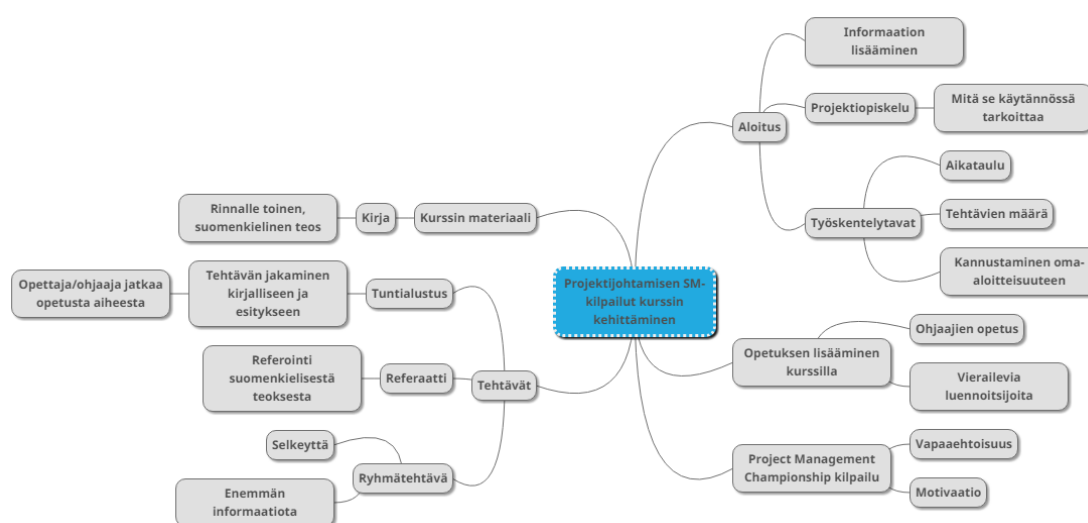 Projektijohtamisen SM-
kilpailut kurssin
kehittäminen
Aloitus
Informaation
lisääminen
Projektiopiskelu
Mitä se käytännössä
tarkoittaa
Työskentelytavat
Aikataulu
Tehtävien määrä
Kannustaminen oma-
aloitteisuuteen
Opetuksen lisääminen
kurssilla
Ohjaajien opetus
Vierailevia
luennoitsijoita
Project Management
Championship kilpailu
Vapaaehtoisuus
Motivaatio
Kurssin materiaali
Kirja
Rinnalle toinen,
suomenkielinen teos
Tehtävät
Tuntialustus
Tehtävän jakaminen
kirjalliseen ja
esitykseen
Opettaja/ohjaaja jatkaa
opetusta aiheesta
Referaatti
Referointi
suomenkielisestä
teoksesta
Ryhmätehtävä
Selkeyttä
Enemmän
informaatiota